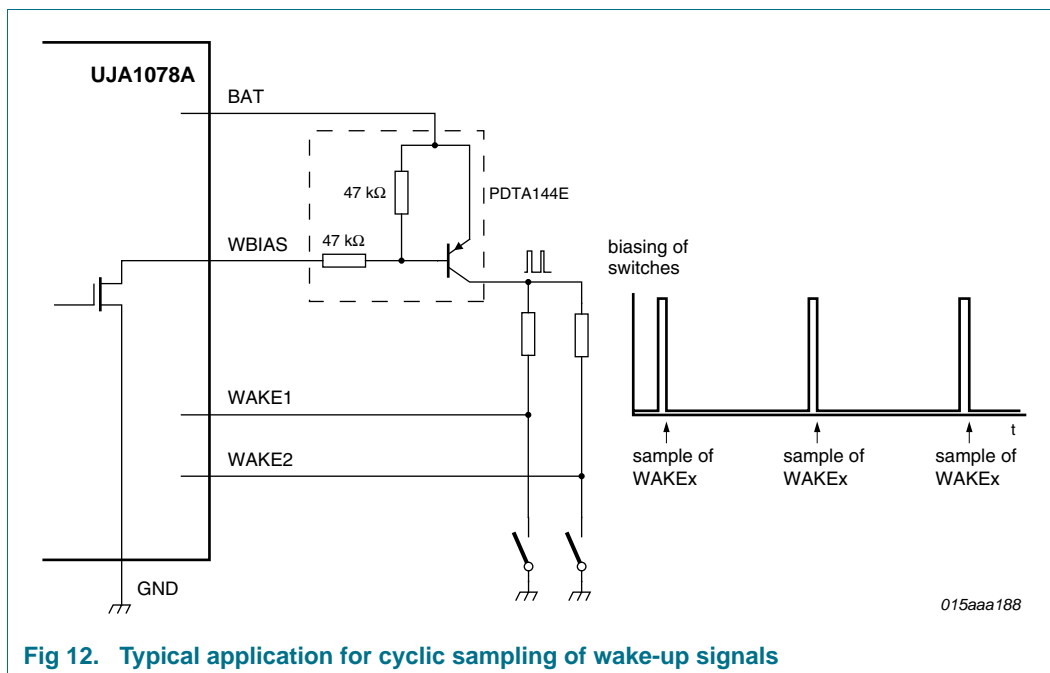 UJA1078A
BAT
47 kΩ
PDTA144E
WBIAS
47 kΩ
biasing of
switches
WAKE1
t
sample of
WAKEx
sample of
WAKEx
sample of
WAKEx
WAKE2
GND
015aaa188
Fig 12. Typical application for cyclic sampling of wake-up signals